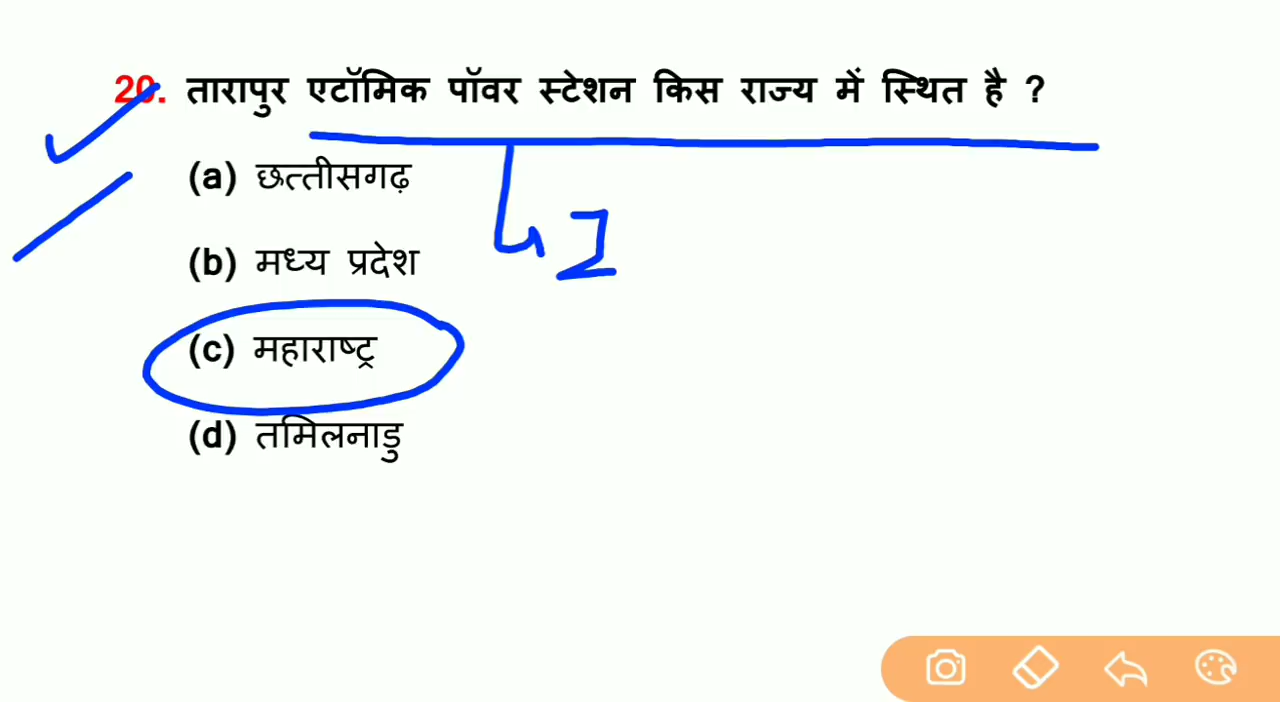 20. तारापुर एटॉमिक पॉवर स्टेशन किस राज्य में स्थित है ?
(a) छत्तीसगढ़
(b) मध्य प्रदेश
(c) महाराष्ट्र
(d) तमिलनाडु